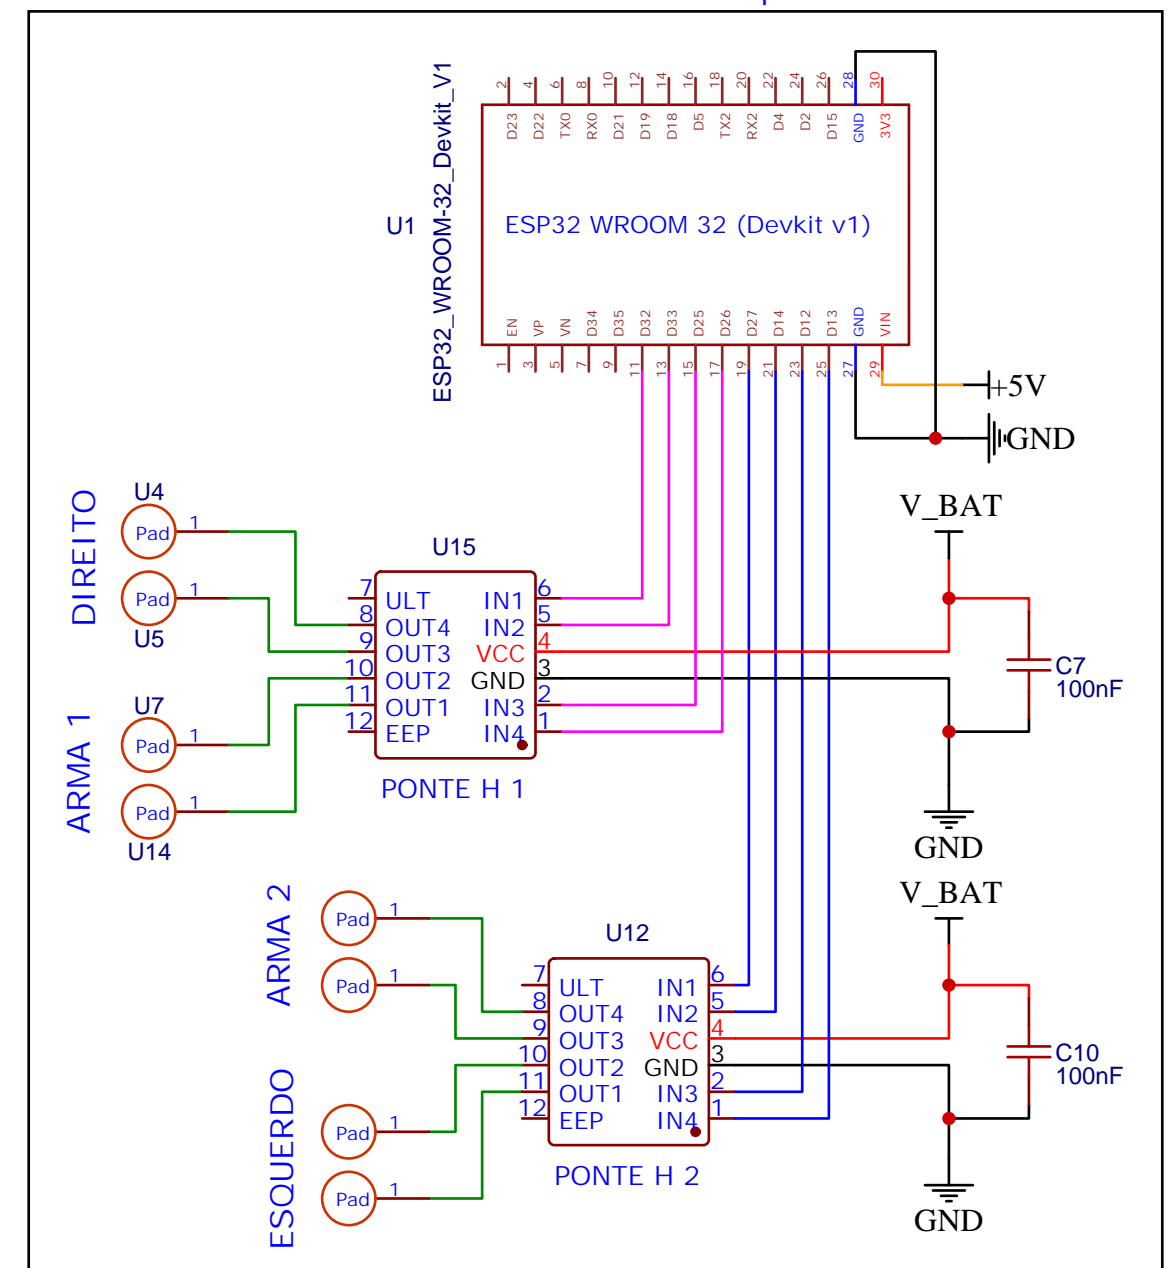 2
4
6
8
10
12
14
16
18
20
22
24
26
28
30
D23
D22
TX0
RX0
D21
D19
D18
D5
TX2
RX2
D4
D2
D15
GND
3V3
ESP32_WROOM-32_Devkit_V1
U1
ESP32 WROOM 32 (Devkit v1)
EN
VP
VN
D34
D35
D32
D33
D25
D26
D27
D14
D12
D13
GND
VIN
1
3
5
7
9
11
13
15
17
19
21
23
25
27
29
+5V
GND
V_BAT
DIREITO
U4
Pad
1
Pad
1
U5
U15
7
ULT
IN1
6
8
OUT4
IN2
5
9
OUT3
VCC
4
10
OUT2
GND
3
11
OUT1
IN3
2
12
EEP
IN4
1
PONTE H 1
C7
100nF
GND
ARMA 1
U7
Pad
1
Pad
1
U14
V_BAT
ARMA 2
Pad
1
Pad
1
U12
7
ULT
IN1
6
8
OUT4
IN2
5
9
OUT3
VCC
4
10
OUT2
GND
3
11
OUT1
IN3
2
12
EEP
IN4
1
PONTE H 2
C10
100nF
GND
ESQUERDO
Pad
1
Pad
1